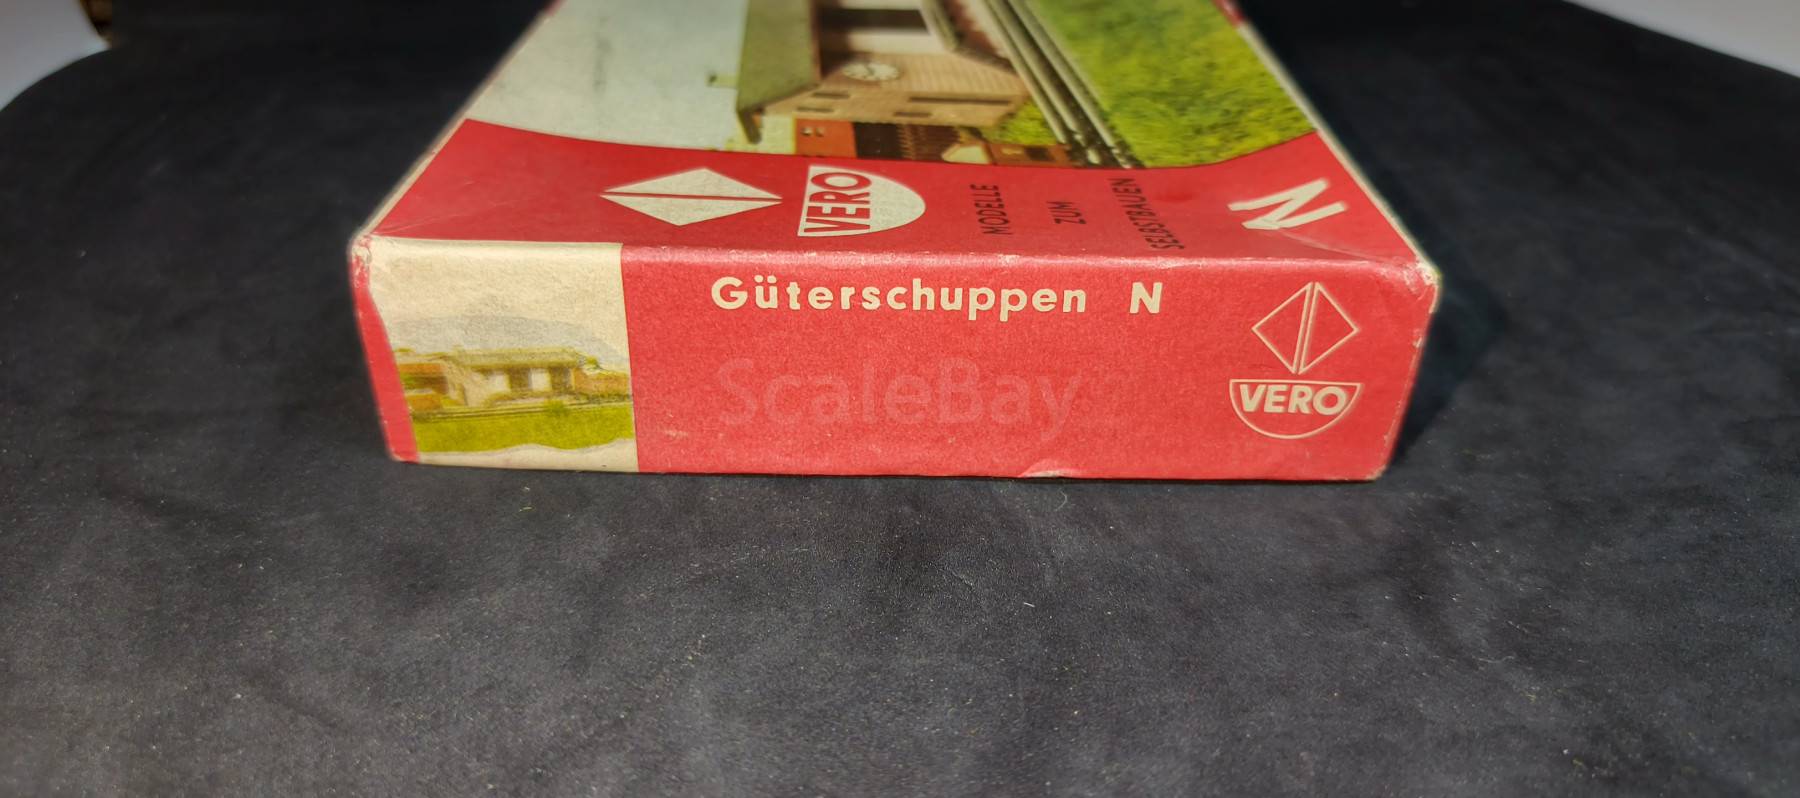 VERO
MODELLE
ZUM
SELBSTBAUEN
N
Güterschuppen N
VERO
ScaleBay